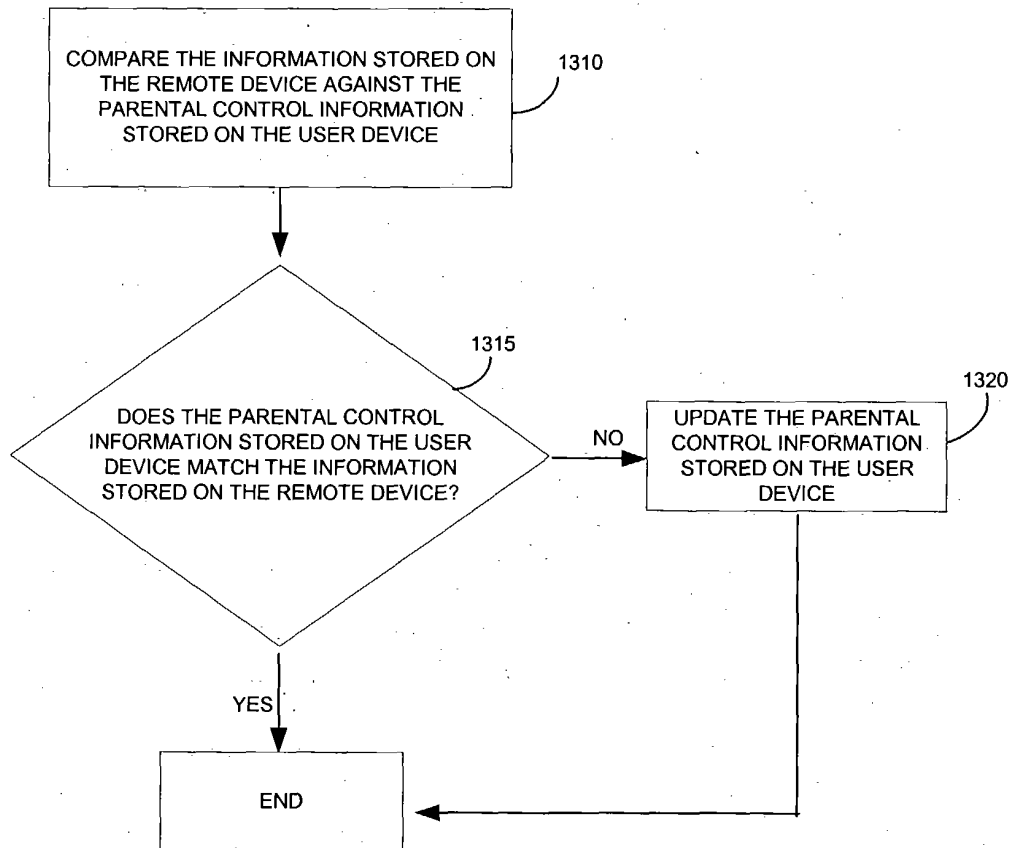 COMPARE THE INFORMATION STORED ON
THE REMOTE DEVICE AGAINST THE
PARENTAL CONTROL INFORMATION
STORED ON THE USER DEVICE
1310
1315
DOES THE PARENTAL CONTROL
INFORMATION STORED ON THE USER
DEVICE MATCH THE INFORMATION
STORED ON THE REMOTE DEVICE?
NO
1320
UPDATE THE PARENTAL
CONTROL INFORMATION
STORED ON THE USER
DEVICE
YES
END